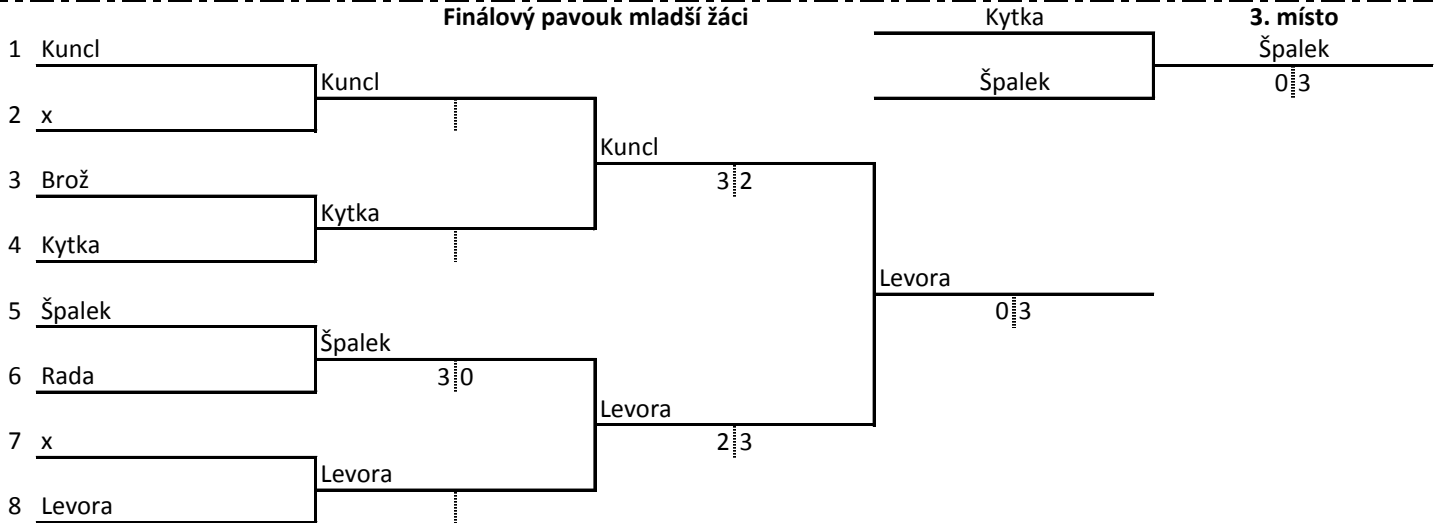 Finálový pavouk mladší žáci
Kytka
3. místo
1 Kuncl
Špalek
Kuncl
Špalek
0 3
2 x
Kuncl
3 2
3 Brož
Kytka
4 Kytka
Levora
0 3
5 Špalek
Špalek
3 0
6 Rada
Levora
2 3
7 x
Levora
8 Levora